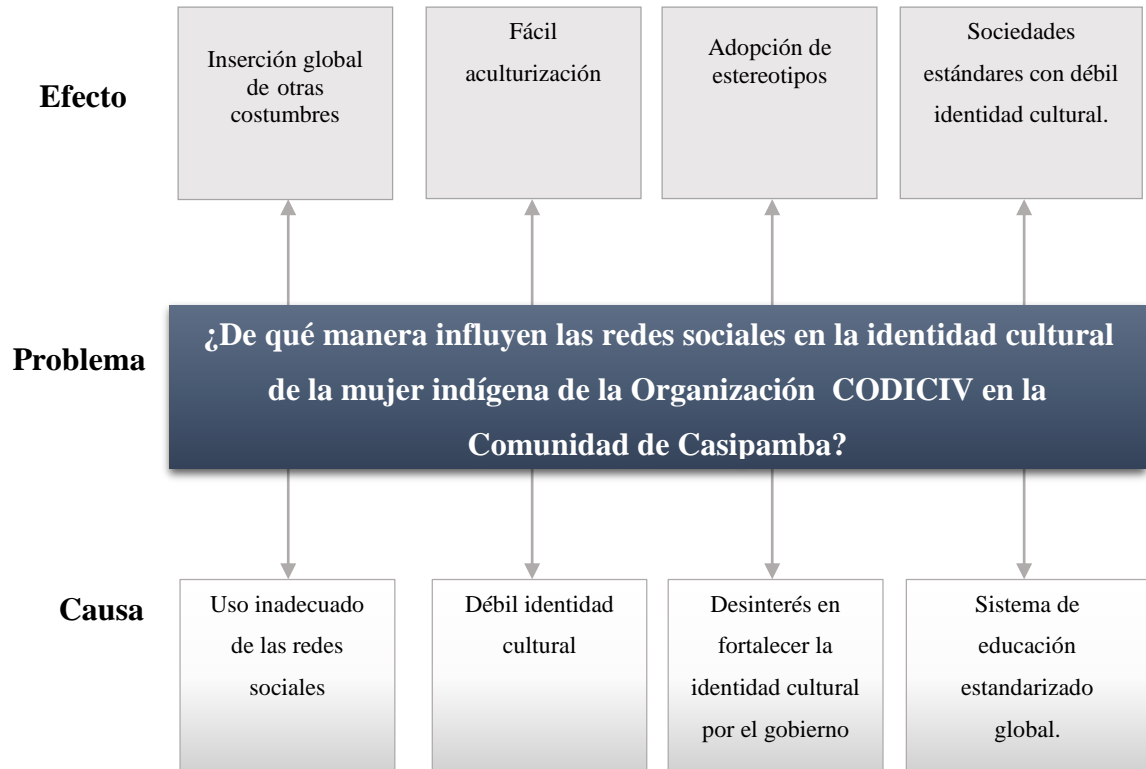 Efecto
Inserción global
de otras
costumbres
Fácil
aculturización
Adopción de
estereotipos
Sociedades
estándares con débil
identidad cultural.
Problema
¿De qué manera influyen las redes sociales en la identidad cultural
de la mujer indígena de la Organización CODICIV en la
Comunidad de Casipamba?
Causa
Uso inadecuado
de las redes
sociales
Débil identidad
cultural
Desinterés en
fortalecer la
identidad cultural
por el gobierno
Sistema de
educación
estandarizado
global.